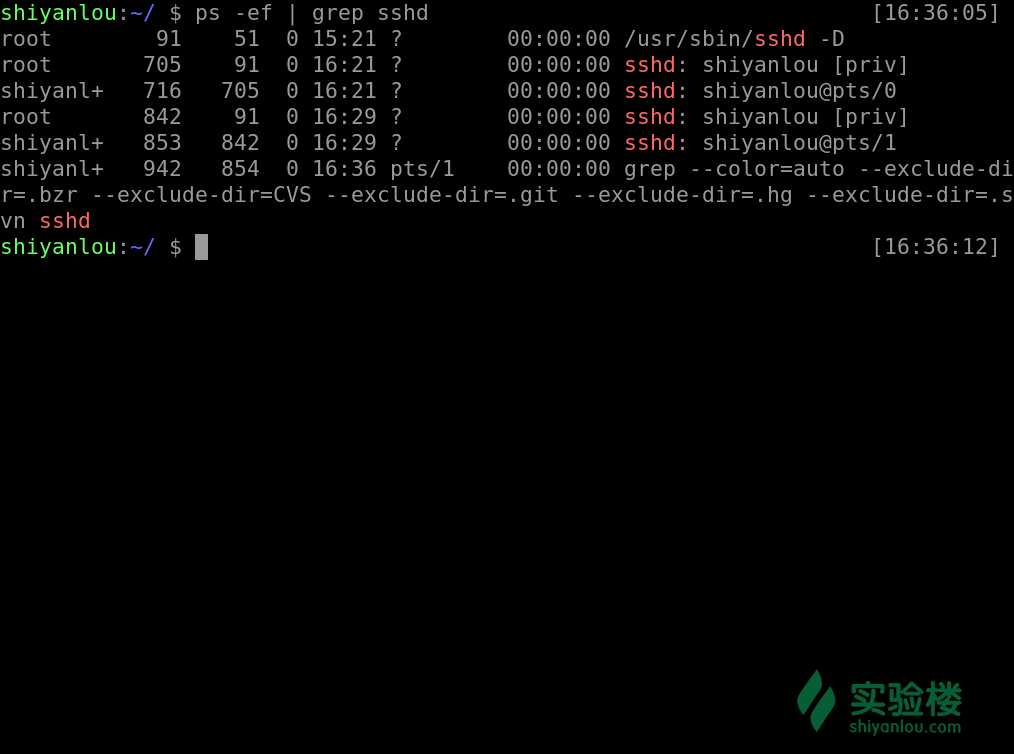 shiyanlou:~/ $ ps -ef | grep sshd                                  [16:36:05]
root        91    51  0 15:21 ?        00:00:00 /usr/sbin/sshd -D
root       705    91  0 16:21 ?        00:00:00 sshd: shiyanlou [priv]
shiyanl+   716   705  0 16:21 ?        00:00:00 sshd: shiyanlou@pts/0
root       842    91  0 16:29 ?        00:00:00 sshd: shiyanlou [priv]
shiyanl+   853   842  0 16:29 ?        00:00:00 sshd: shiyanlou@pts/1
shiyanl+   942   854  0 16:36 pts/1    00:00:00 grep --color=auto --exclude-di
r=.bzr --exclude-dir=CVS --exclude-dir=.git --exclude-dir=.hg --exclude-dir=.s
vn sshd
shiyanlou:~/ $                                                     [16:36:12]
实验楼
shiyanlou.com